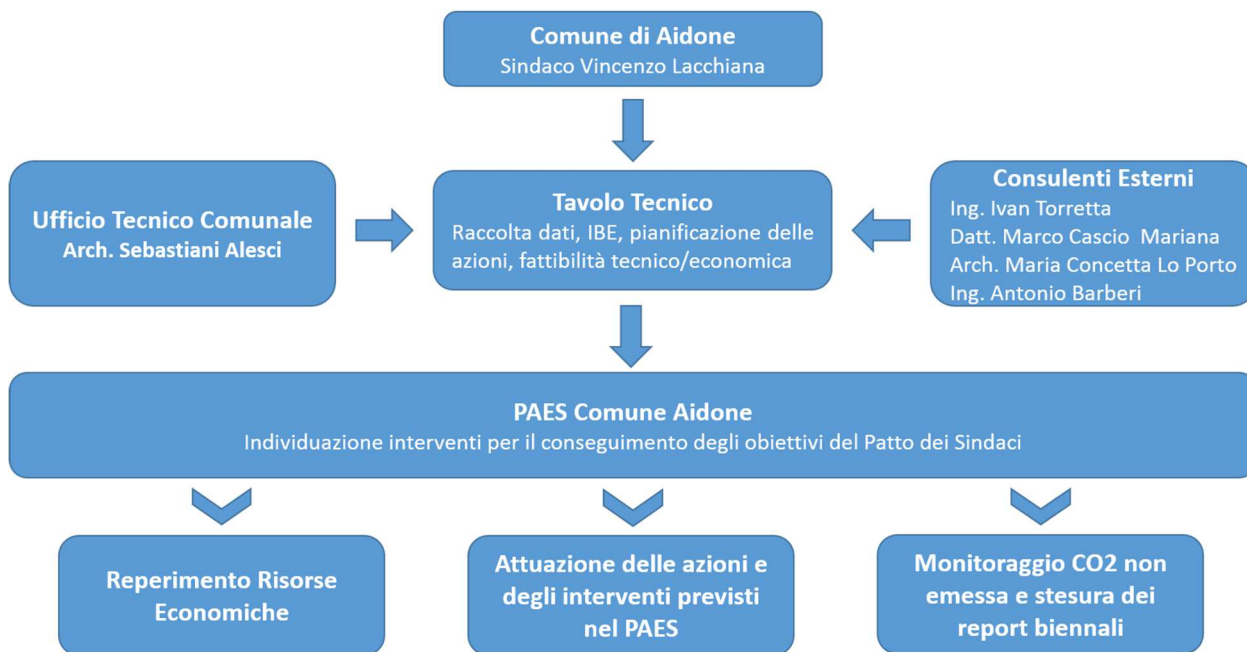 Comune di Aidone
Sindaco Vincenzo Lacchiana
Ufficio Tecnico Comunale
Arch. Sebastiani Alesci
Tavolo Tecnico
Raccolta dati, IBE, pianificazione delle
azioni, fattibilità tecnico/economica
Consulenti Esterni
Ing. Ivan Torretta
Datt. Marco Cascio  Mariana
Arch. Maria Concetta Lo Porto
Ing. Antonio Barberi
PAES Comune Aidone
Individuazione interventi per il conseguimento degli obiettivi del Patto dei Sindaci
Reperimento Risorse
Economiche
Attuazione delle azioni e
degli interventi previsti
nel PAES
Monitoraggio CO2 non
emessa e stesura dei
report biennali